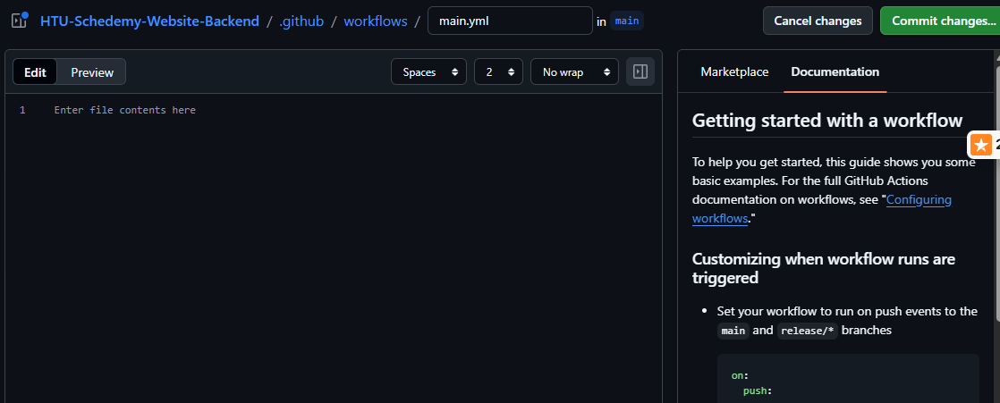 HTU-Schedemy-Website-Backend / .github / workflows / main.yml in main Cancel changes Commit changes...
Edit Preview Spaces 2 No wrap
1 Enter file contents here
Marketplace Documentation
Getting started with a workflow
To help you get started, this guide shows you some
basic examples. For the full GitHub Actions
documentation on workflows, see "Configuring
workflows."
Customizing when workflow runs are
triggered
• Set your workflow to run on push events to the
main and release/* branches
on:
push: